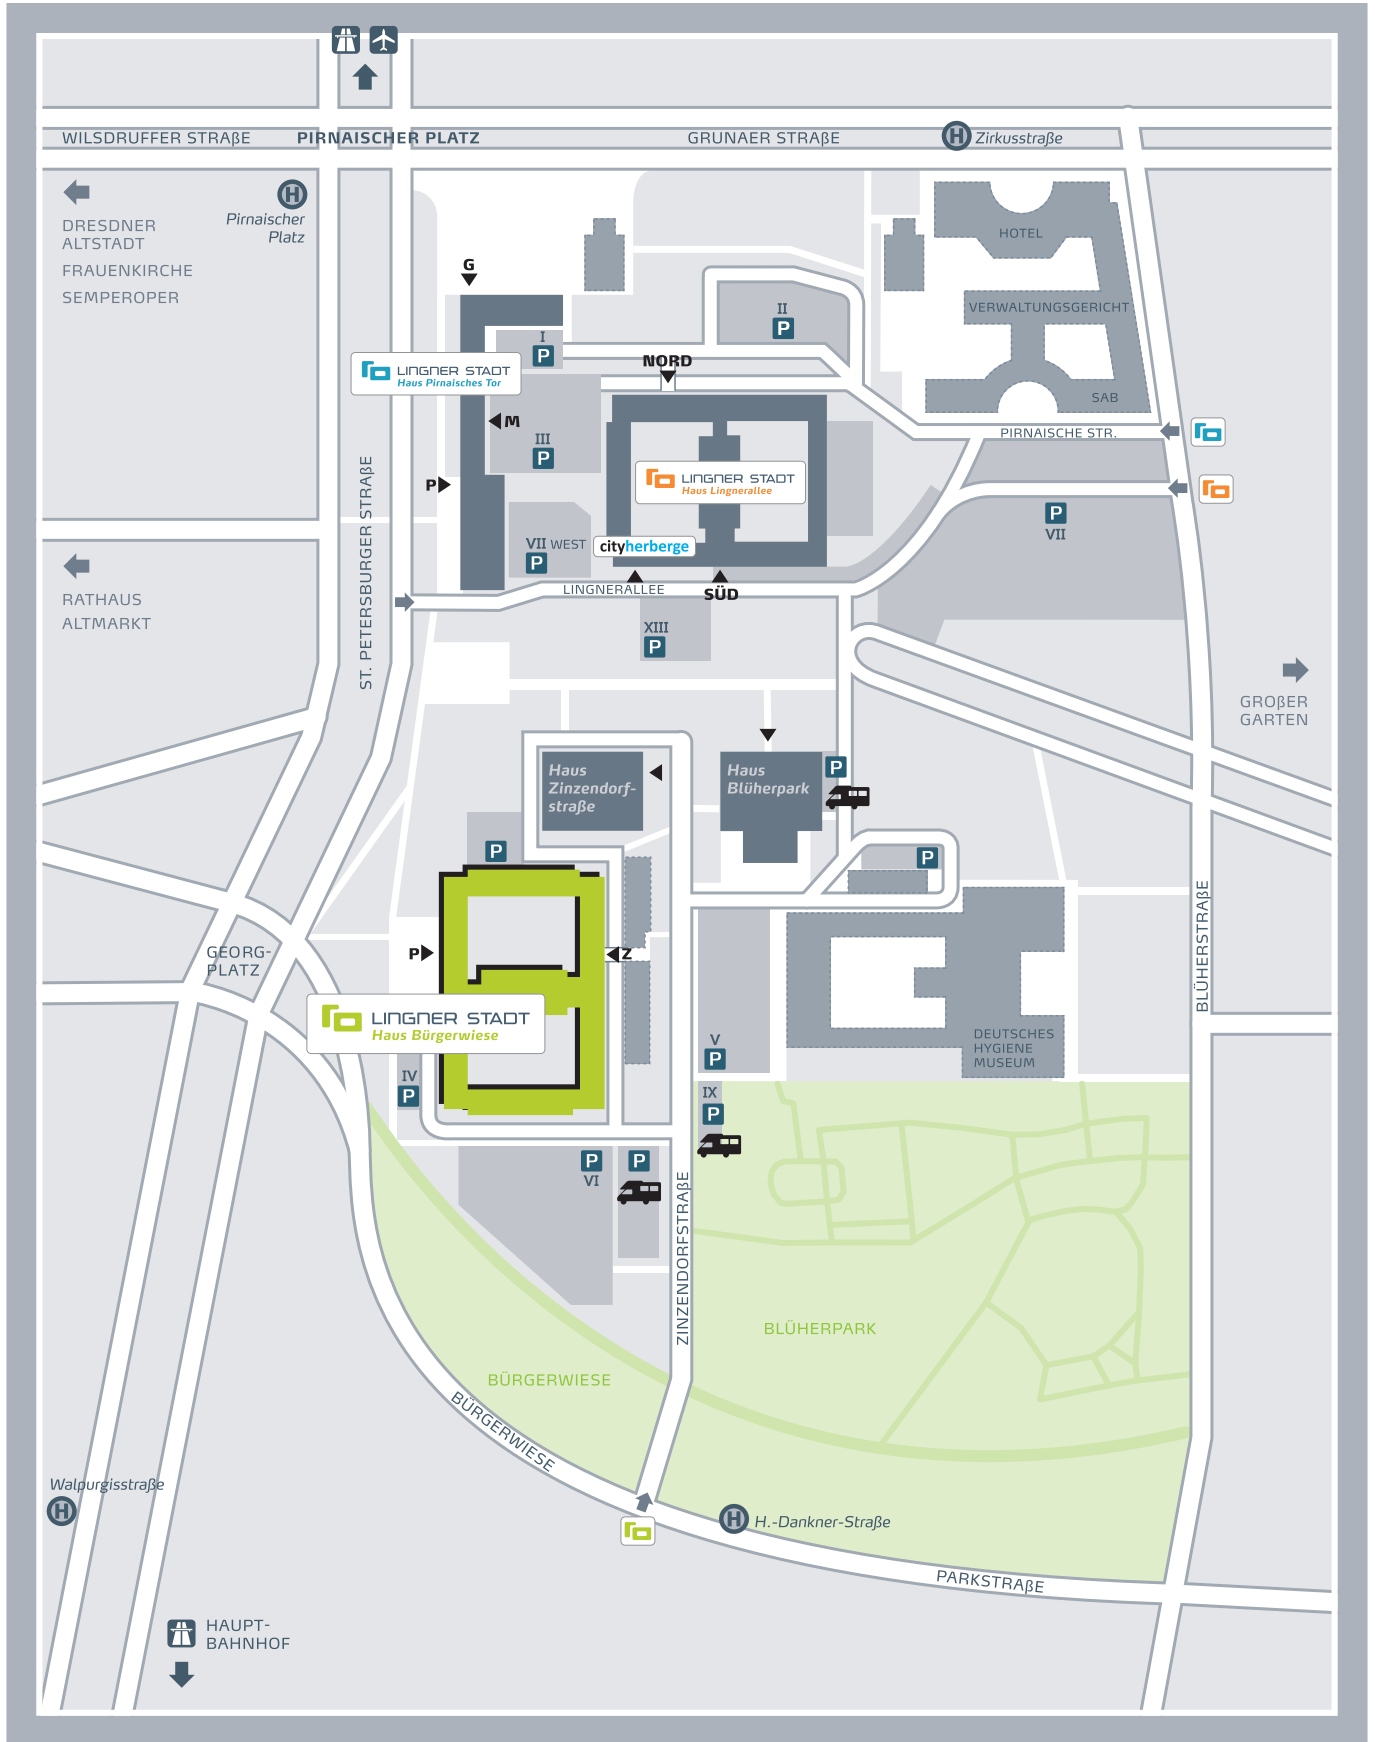 WILSDRUFFER STRAßE
PIRNAISCHER PLATZ
GRUNAER STRAßE
H
Zirkusstraße
H
Pirnaischer
Platz
DRESDNER
ALTSTADT
FRAUENKIRCHE
SEMPEROPER
HOTEL
G
VERWALTUNGSGERICHT
II
P
I
P
NORD
LINGNER STADT
Haus Pirnaisches Tor
SAB
M
PIRNAISCHE STR.
III
P
P
LINGNER STADT
Haus Lingnerallee
P
VII
VII WEST
P
cityherberge
ST. PETERSBURGER STRAßE
LINGNERALLEE
SÜD
RATHAUS
ALTMARKT
XIII
P
GROßER
GARTEN
Haus
Zinzendorf-
straße
Haus
Blüherpark
P
P
P
GEORG-
PLATZ
P
Z
BLÜHERSTRAßE
LINGNER STADT
Haus Bürgerwiese
DEUTSCHES
HYGIENE
MUSEUM
V
P
IV
P
IX
P
P
VI
P
ZINZENDORFSTRAßE
BLÜHERPARK
BÜRGERWIESE
BÜRGERWIESE
Walpurgisstraße
H
H
H.-Dankner-Straße
PARKSTRAßE
HAUPT-
BAHNHOF